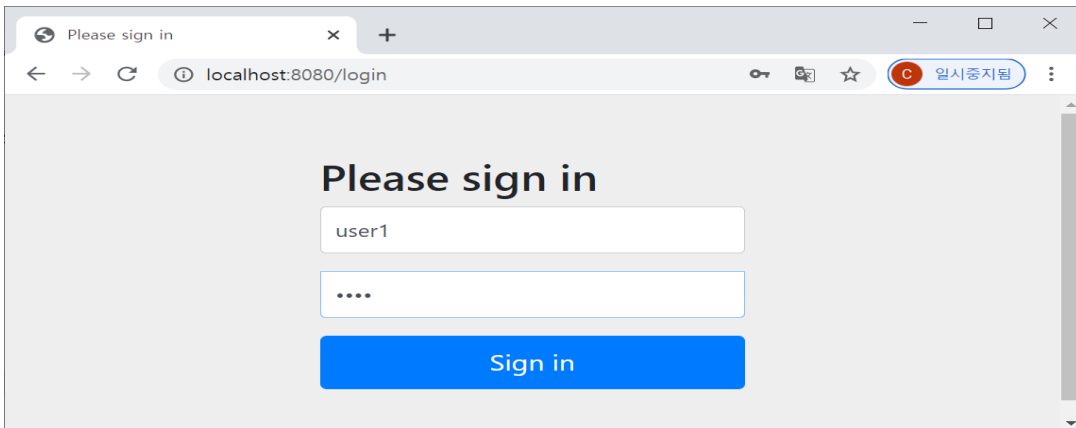 Please sign in
localhost:8080/login
C 일시중지됨
Please sign in
user1
••••
Sign in